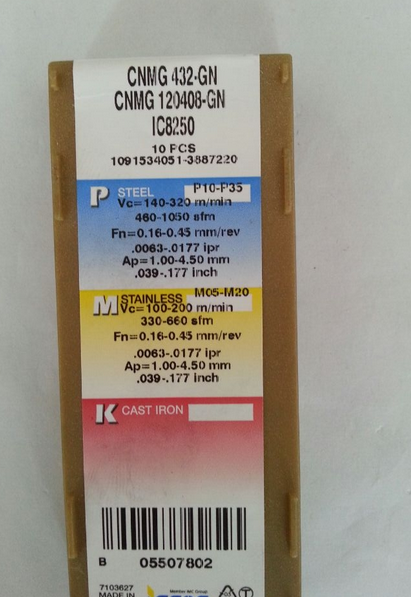 CNMG 432-GN
CNMG 120408-GN
IC8250
10 PCS
1091534051-3887220
P STEEL P10-P35
Vc=140-320 m/min
460-1050 sfm
Fn=0.16-0.45 mm/rev
.0063-.0177 ipr
Ap=1.00-4.50 mm
.039-.177 inch
M STAINLESS M05-M20
Vc=100-200 m/min
330-660 sfm
Fn=0.16-0.45 mm/rev
.0063-.0177 ipr
Ap=1.00-4.50 mm
.039-.177 inch
K CAST IRON
B 05507802
7103627
MADE IN
Member IMC Group